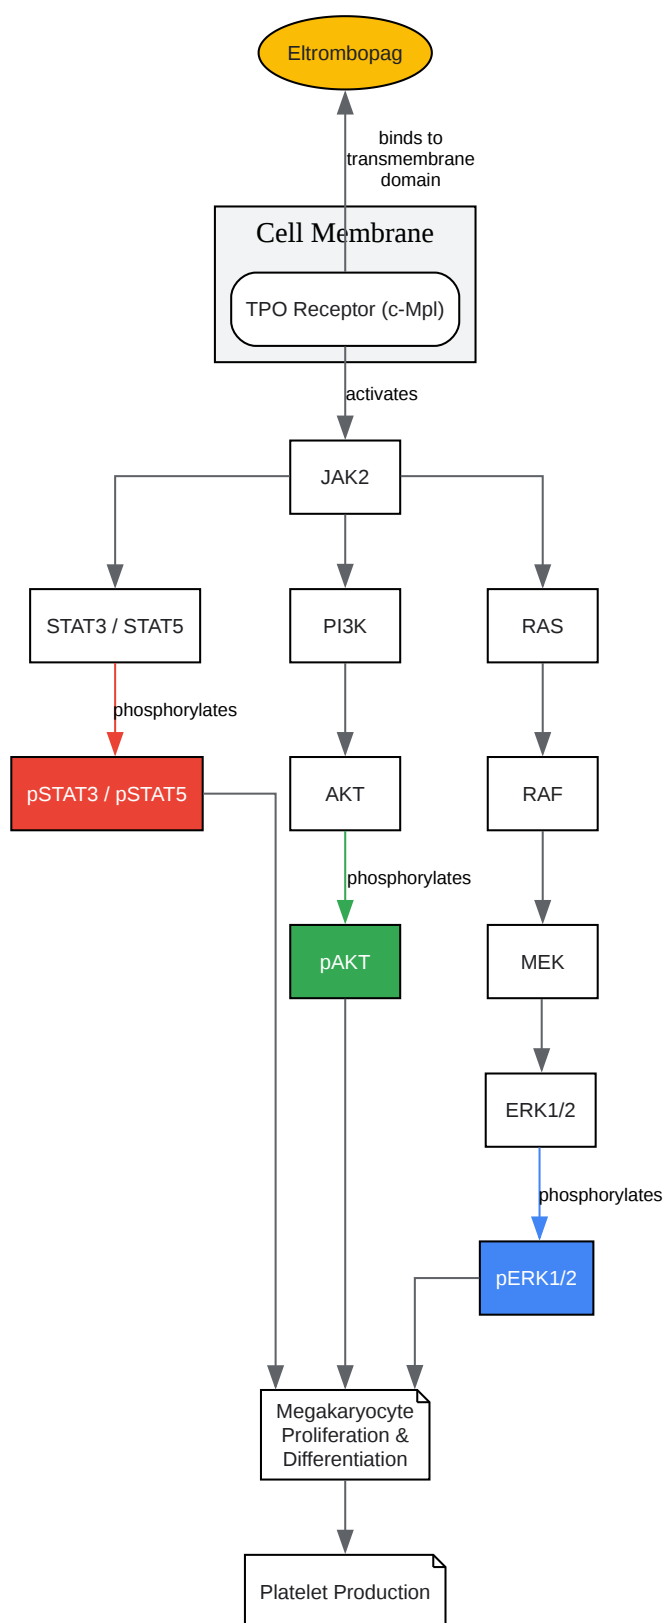 Eltrombopag
binds to
transmembrane
domain
Cell Membrane
TPO Receptor (c-Mpl)
activates
JAK2
STAT3 / STAT5
PI3K
RAS
phosphorylates
pSTAT3 / pSTAT5
AKT
RAF
phosphorylates
pAKT
MEK
ERK1/2
phosphorylates
pERK1/2
Megakaryocyte
Proliferation &
Differentiation
Platelet Production